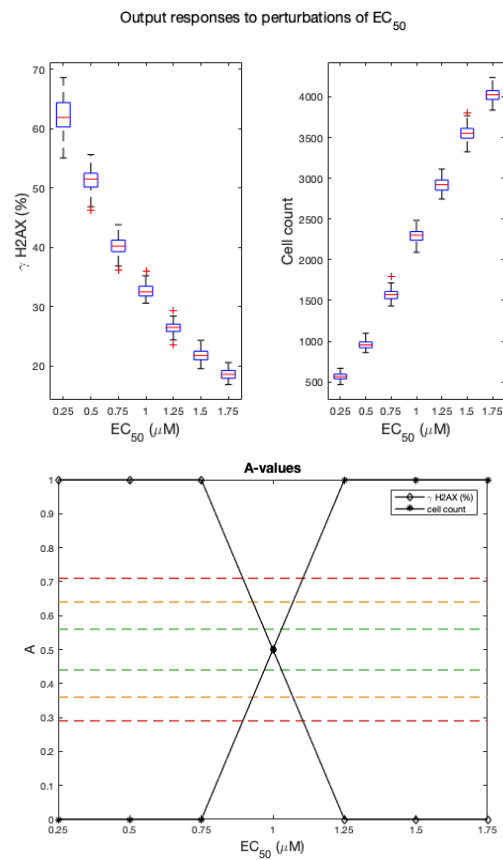 Output responses to perturbations of EC50
70
60
50
40
30
20
γ H2AX (%)
0.25 0.5 0.75 1 1.25 1.5 1.75
EC50 (μM)
4000
3500
3000
2500
2000
1500
1000
500
Cell count
0.25 0.5 0.75 1 1.25 1.5 1.75
EC50 (μM)
A-values
γ H2AX (%)
cell count
1
0.9
0.8
0.7
0.6
0.5
0.4
0.3
0.2
0.1
0
A
0.25 0.5 0.75 1 1.25 1.5 1.75
EC50 (μM)